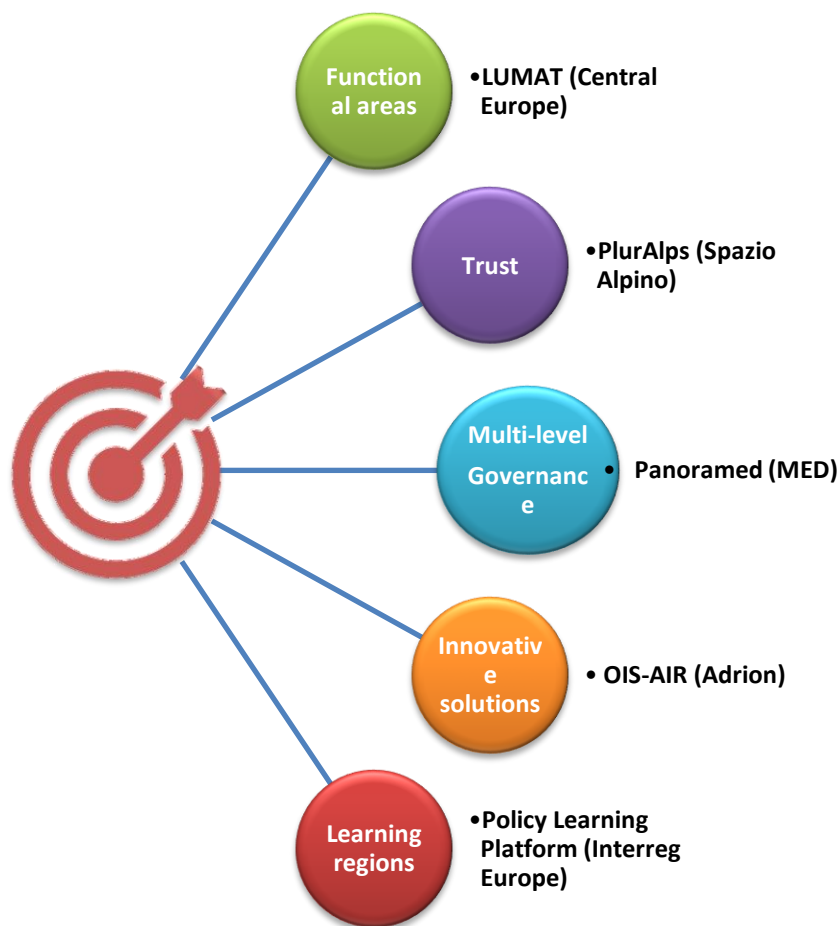 Function
al areas
•LUMAT (Central
Europe)
Trust
•PlurAlps (Spazio
Alpino)
Multi-level
Governanc
e
• Panoramed (MED)
Innovativ
e
solutions
• OIS-AIR (Adrion)
Learning
regions
•Policy Learning
Platform (Interreg
Europe)